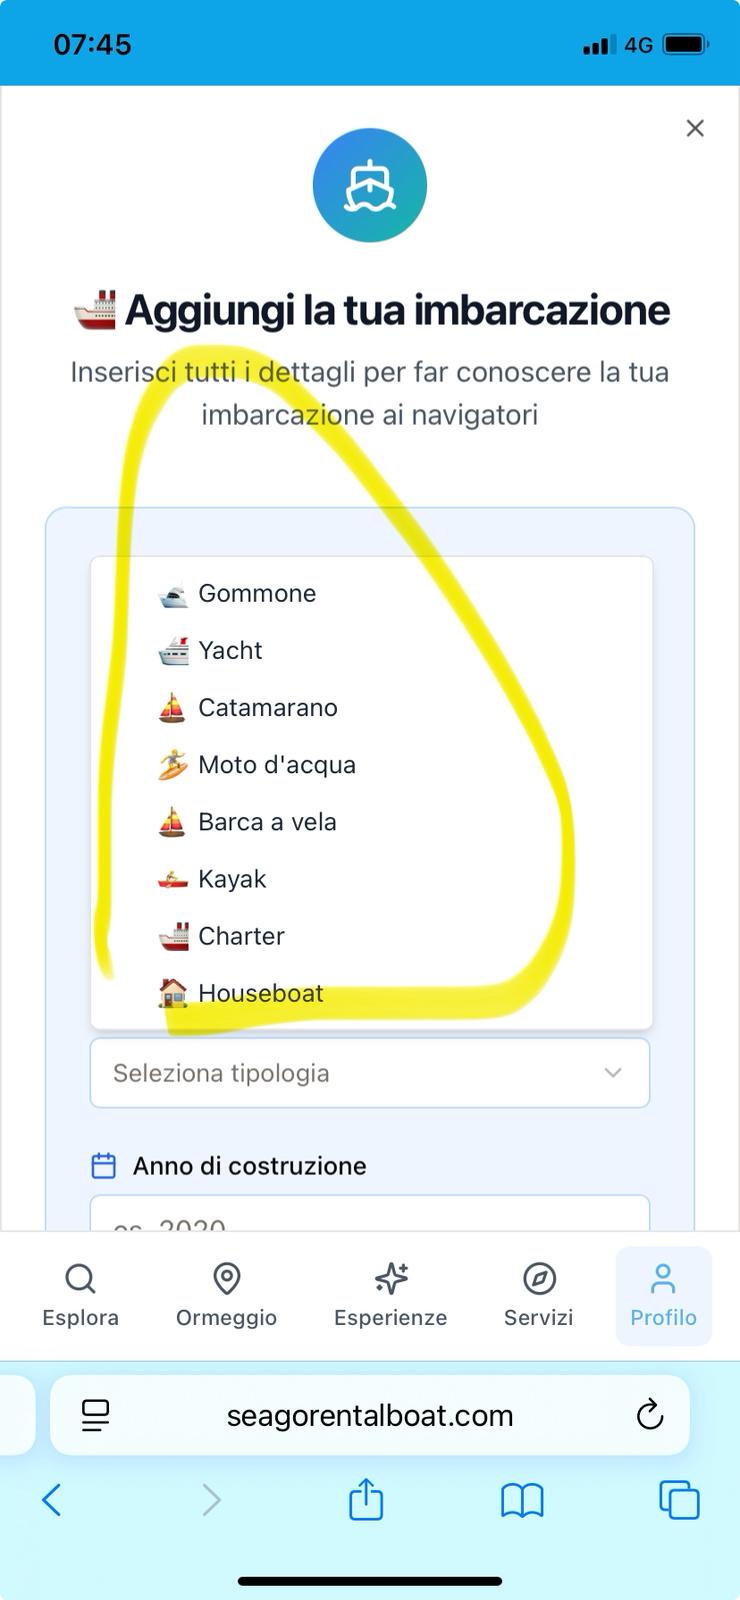 07:45
4G
Aggiungi la tua imbarcazione
Inserisci tutti i dettagli per far conoscere la tua
imbarcazione ai navigatori
Gommone
Yacht
Catamarano
Moto d'acqua
Barca a vela
Kayak
Charter
Houseboat
Seleziona tipologia
Anno di costruzione
es. 2020
Esplora
Ormeggio
Esperienze
Servizi
Profilo
seagorentalboat.com